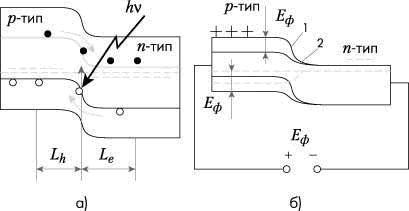 hν
p-тип
n-тип
L_h
L_e
а)
p-тип
E_ф
1
2
+ + +
n-тип
E_ф
E_ф
+ −
б)